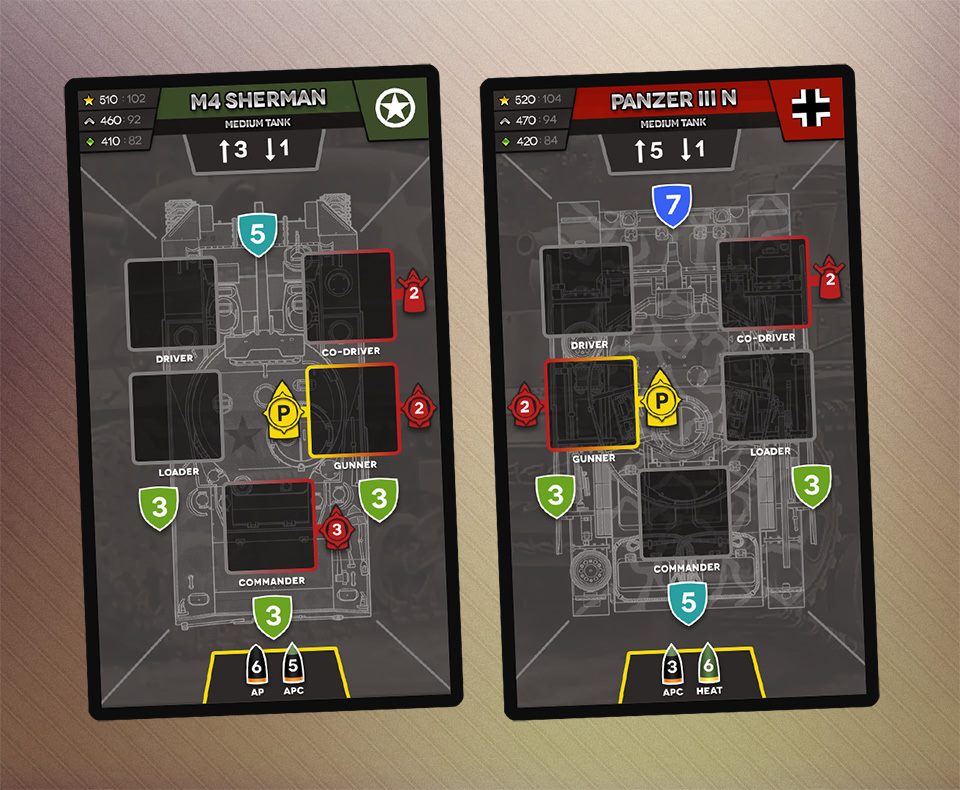 510:102
460:92
410:82
M4 SHERMAN
MEDIUM TANK
↑3 ↓1
5
2
DRIVER
CO-DRIVER
P
2
LOADER
GUNNER
3
3
3
COMMANDER
3
6
5
AP
APC
520:104
470:94
420:84
PANZER III N
MEDIUM TANK
↑5 ↓1
7
2
DRIVER
CO-DRIVER
2
P
GUNNER
LOADER
3
3
COMMANDER
5
3
6
APC
HEAT